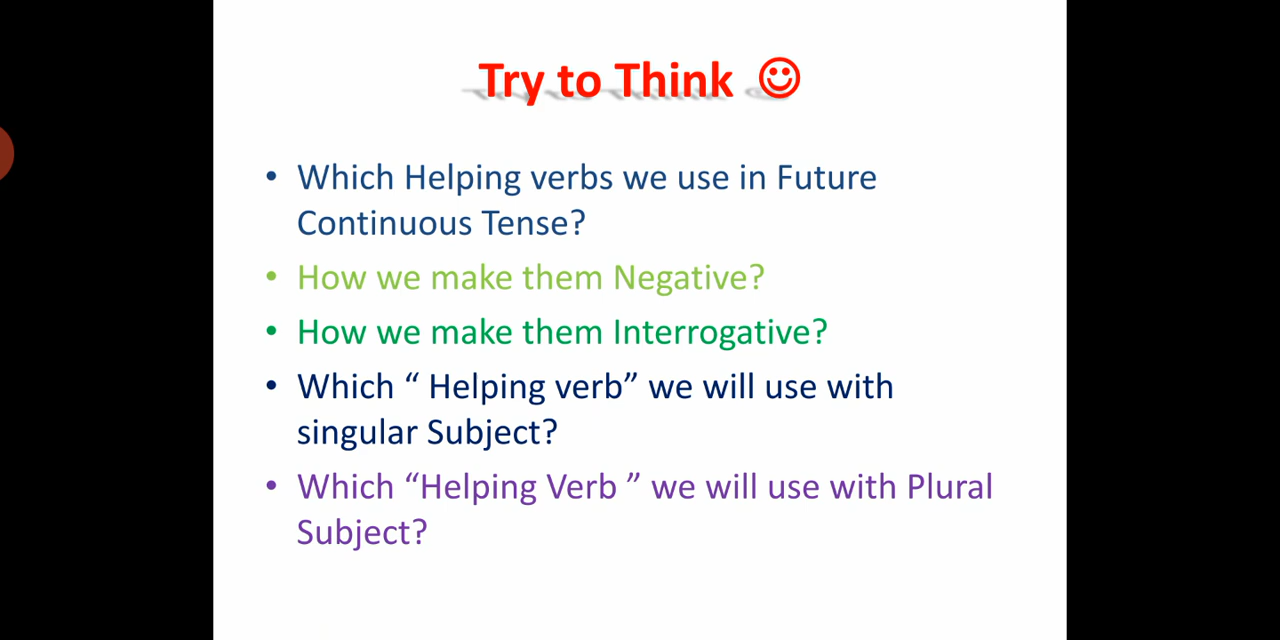 Try to Think ☺
• Which Helping verbs we use in Future
Continuous Tense?
• How we make them Negative?
• How we make them Interrogative?
• Which “ Helping verb” we will use with
singular Subject?
• Which “Helping Verb ” we will use with Plural
Subject?